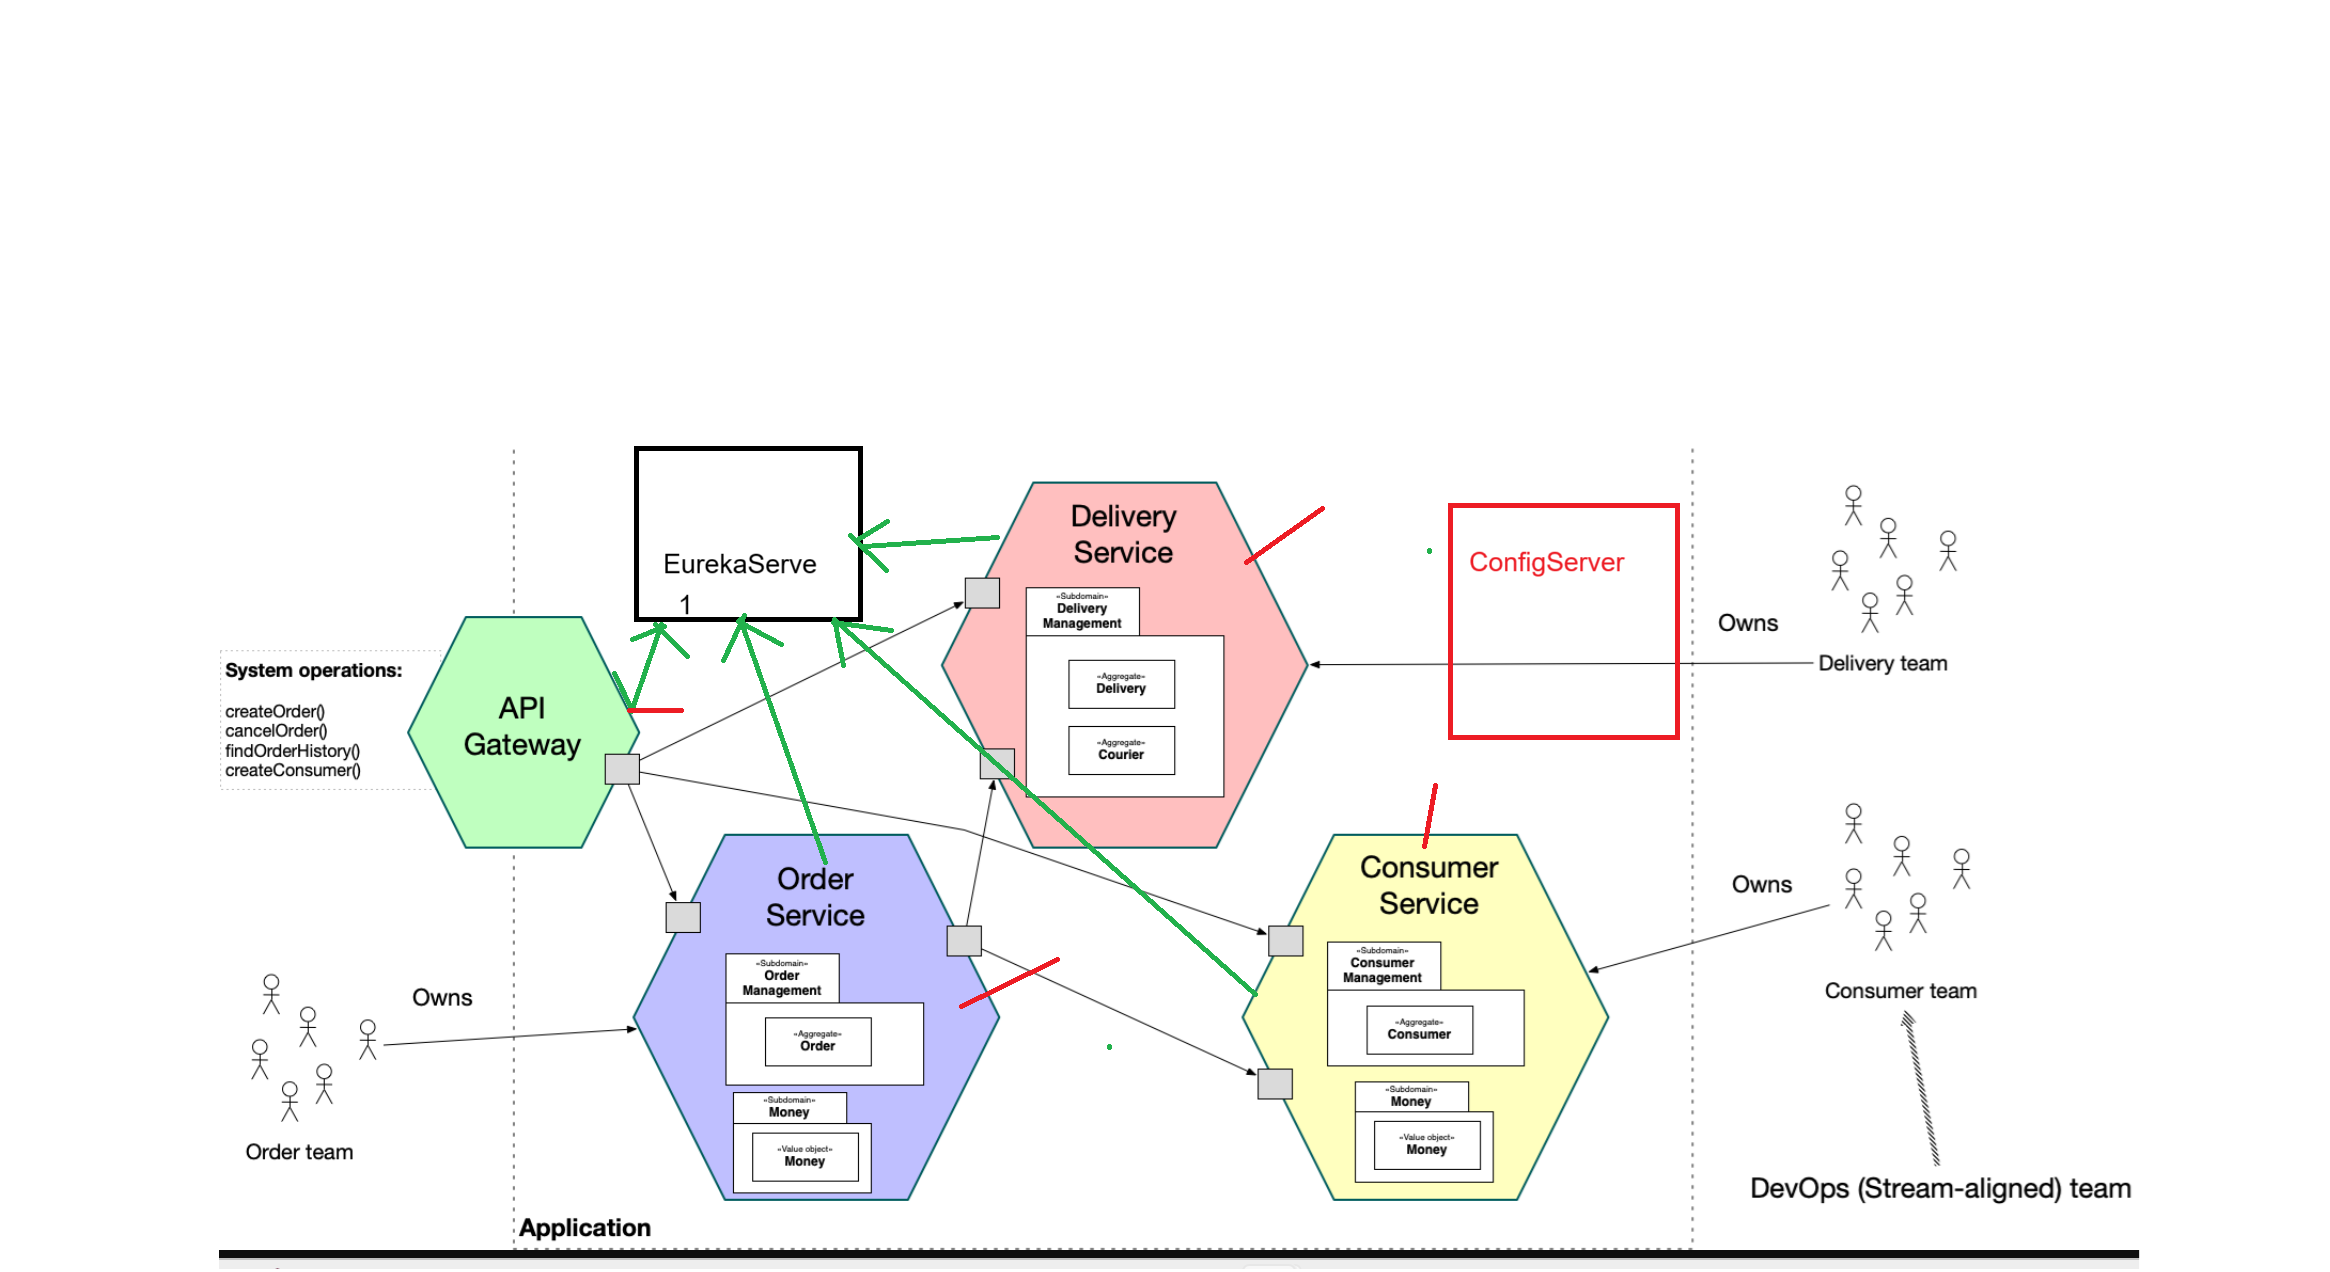 EurekaServe
1
Delivery
Service
«Subdomain»
Delivery
Management
«Aggregate»
Delivery
«Aggregate»
Courier
ConfigServer
Owns
Delivery team
System operations:
createOrder()
cancelOrder()
findOrderHistory()
createConsumer()
API
Gateway
Order
Service
«Subdomain»
Order
Management
«Aggregate»
Order
«Subdomain»
Money
«Value object»
Money
Consumer
Service
«Subdomain»
Consumer
Management
«Aggregate»
Consumer
«Subdomain»
Money
«Value object»
Money
Owns
Consumer team
Owns
Order team
DevOps (Stream-aligned) team
Application